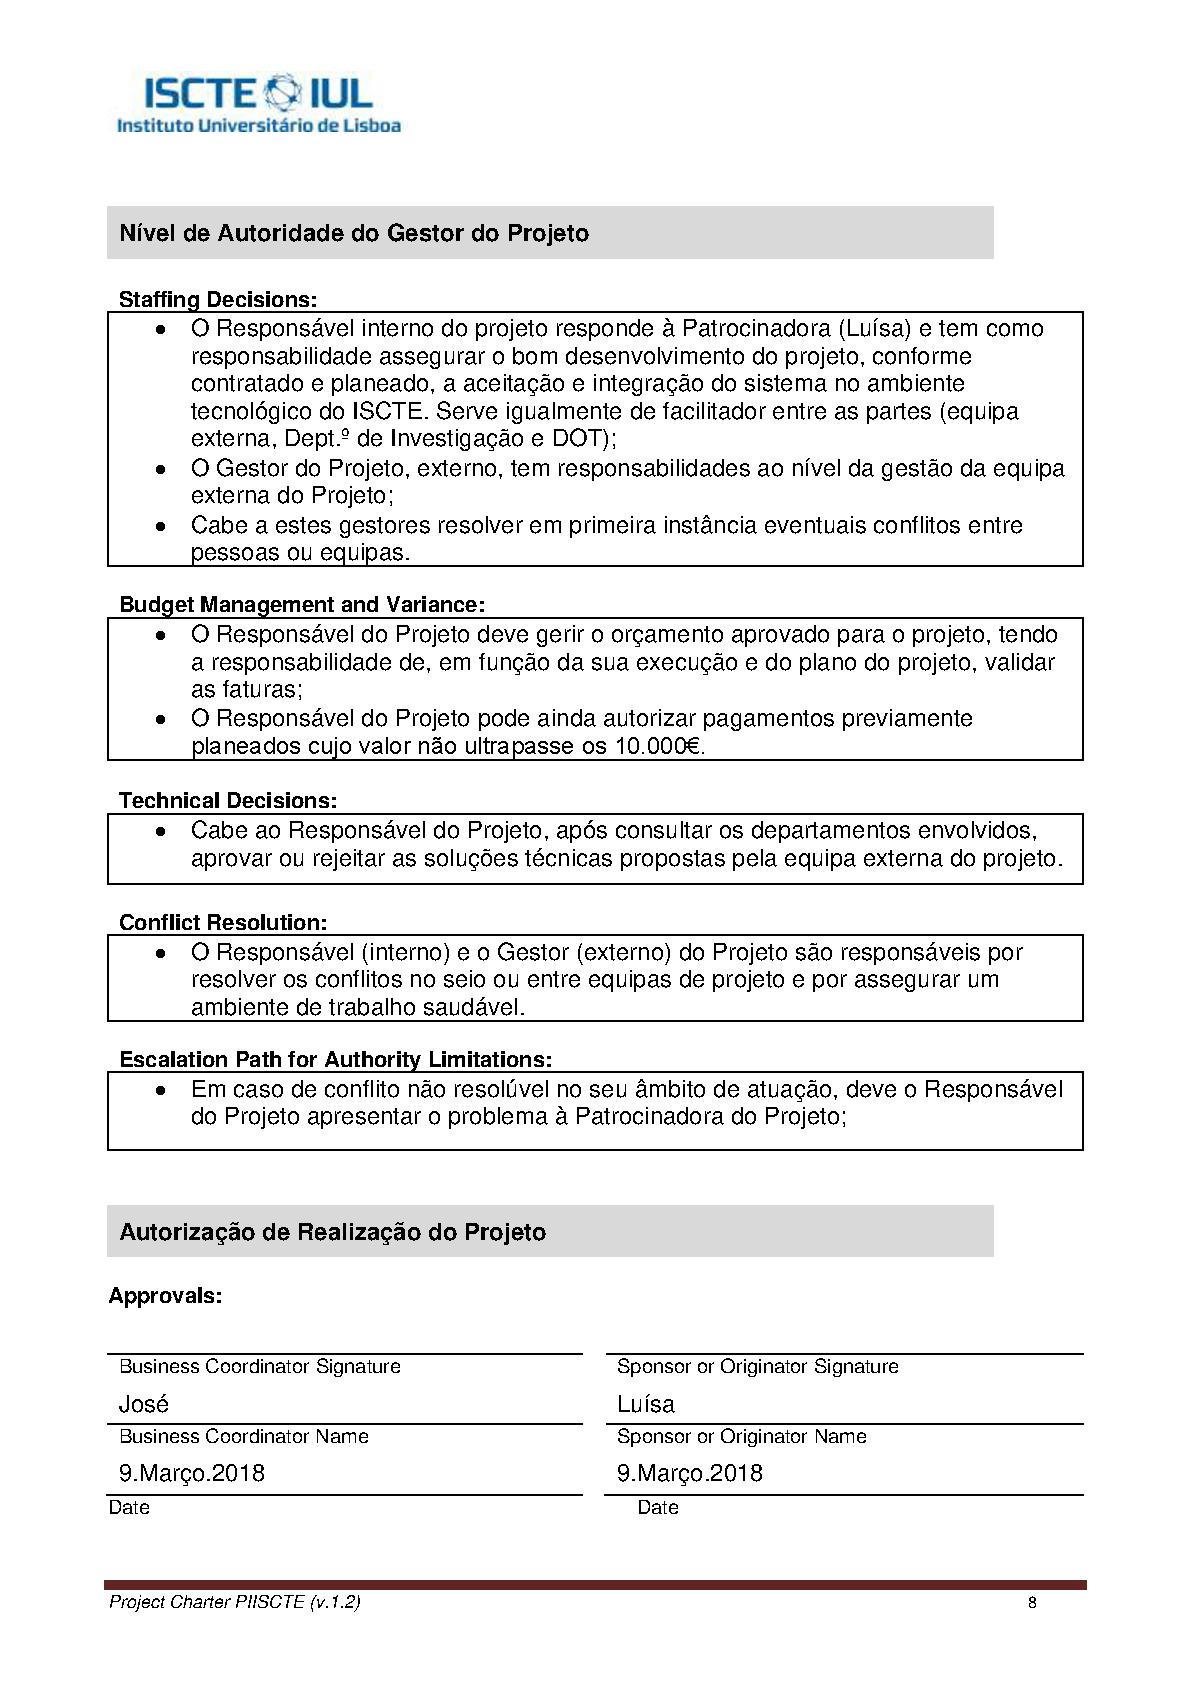 ISCTE IUL
Instituto Universitário de Lisboa
Nível de Autoridade do Gestor do Projeto
Staffing Decisions:
• O Responsável interno do projeto responde à Patrocinadora (Luísa) e tem como
responsabilidade assegurar o bom desenvolvimento do projeto, conforme
contratado e planeado, a aceitação e integração do sistema no ambiente
tecnológico do ISCTE. Serve igualmente de facilitador entre as partes (equipa
externa, Dept.º de Investigação e DOT);
• O Gestor do Projeto, externo, tem responsabilidades ao nível da gestão da equipa
externa do Projeto;
• Cabe a estes gestores resolver em primeira instância eventuais conflitos entre
pessoas ou equipas.
Budget Management and Variance:
• O Responsável do Projeto deve gerir o orçamento aprovado para o projeto, tendo
a responsabilidade de, em função da sua execução e do plano do projeto, validar
as faturas;
• O Responsável do Projeto pode ainda autorizar pagamentos previamente
planeados cujo valor não ultrapasse os 10.000€.
Technical Decisions:
• Cabe ao Responsável do Projeto, após consultar os departamentos envolvidos,
aprovar ou rejeitar as soluções técnicas propostas pela equipa externa do projeto.
Conflict Resolution:
• O Responsável (interno) e o Gestor (externo) do Projeto são responsáveis por
resolver os conflitos no seio ou entre equipas de projeto e por assegurar um
ambiente de trabalho saudável.
Escalation Path for Authority Limitations:
• Em caso de conflito não resolúvel no seu âmbito de atuação, deve o Responsável
do Projeto apresentar o problema à Patrocinadora do Projeto;
Autorização de Realização do Projeto
Approvals:
Business Coordinator Signature Sponsor or Originator Signature
José Luísa
Business Coordinator Name Sponsor or Originator Name
9.Março.2018 9.Março.2018
Date Date
Project Charter PIISCTE (v.1.2) 8